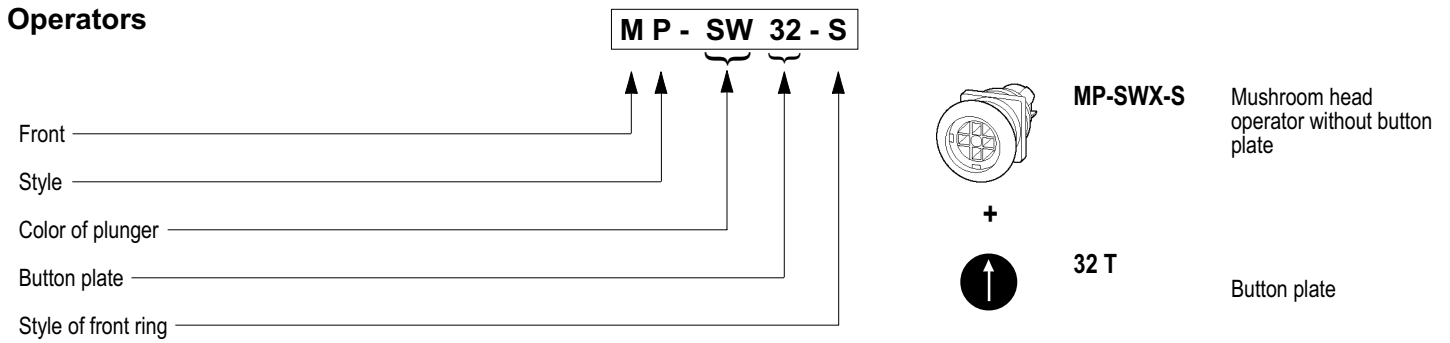 Operators
M P - SW 32 - S
Front
Style
Color of plunger
Button plate
Style of front ring
MP-SWX-S
Mushroom head
operator without button
plate
+
32 T
Button plate